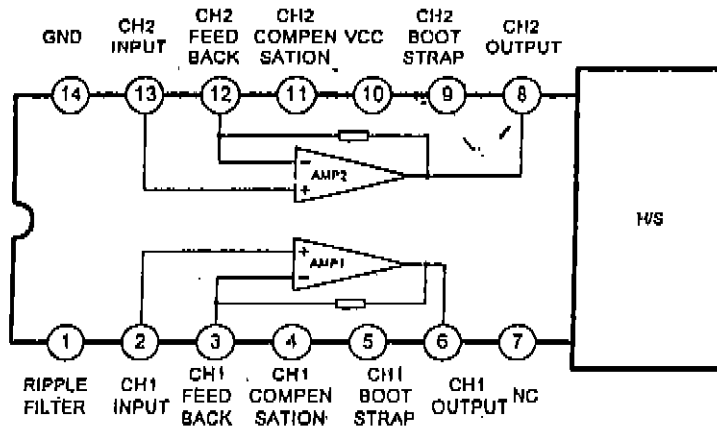 GND
CH2
INPUT
CH2
FEED
BACK
CH2
COMPEN
SATION
VCC
CH2
BOOT
STRAP
CH2
OUTPUT
14
13
12
11
10
9
8
AMP2
H/S
AMP1
1
2
3
4
5
6
7
RIPPLE
FILTER
CH1
INPUT
CH1
FEED
BACK
CH1
COMPEN
SATION
CH1
BOOT
STRAP
CH1
OUTPUT
NC